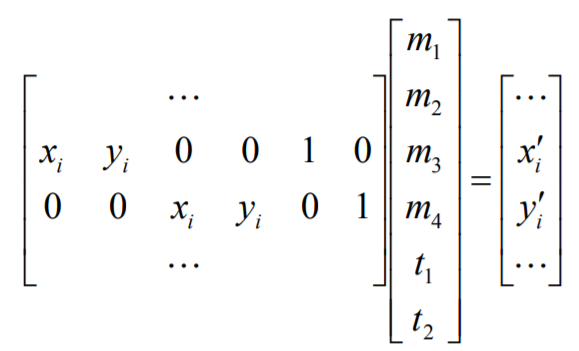 ⋯
x_i y_i 0 0 1 0
0 0 x_i y_i 0 1
⋯
m_1
m_2
m_3
m_4
t_1
t_2
=
⋯
x'_i
y'_i
⋯